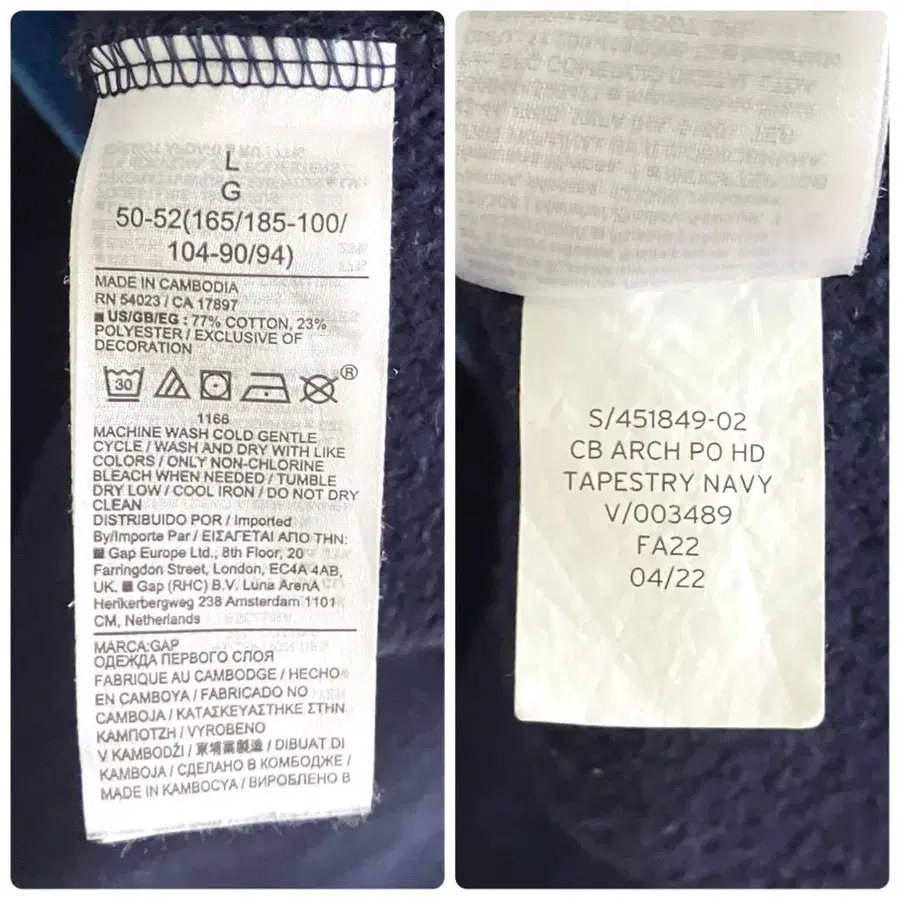 L
G
50-52(165/185-100/
104-90/94)
MADE IN CAMBODIA
RN 54023 / CA 17897
US/GB/EG : 77% COTTON, 23%
POLYESTER / EXCLUSIVE OF
DECORATION
30
®
1166
MACHINE WASH COLD GENTLE
CYCLE / WASH AND DRY WITH LIKE
COLORS / ONLY NON-CHLORINE
BLEACH WHEN NEEDED / TUMBLE
DRY LOW / COOL IRON / DO NOT DRY
CLEAN
DISTRIBUIDO POR / Imported
By/Importe Par / ΕΙΣΑΓΕΤΑΙ ΑΠΟ ΤΗΝ:
Gap Europe Ltd., 8th Floor, 20
Farringdon Street, London, EC4A 4AB,
UK. Gap (RHC) B.V. Luna ArenA
Herikerbergweg 238 Amsterdam 1101
CM, Netherlands
MARCA:GAP
ОДЕЖДА ПЕРВОГО СЛОЯ
FABRIQUE AU CAMBODGE / HECHO
EN CAMBOYA / FABRICADO NO
CAMBOJA / ΚΑΤΑΣΚΕΥΑΣΤΗΚΕ ΣΤΗΝ
ΚΑΜΠΟΤΖΗ / VYROBENO
V KAMBODŽI / 東埔寨製造 / DIBUAT DI
KAMBOJA / СДЕЛАНО В КОМБОДЖЕ /
MADE IN KAMBOCYA / ВИРОБЛЕНО В
S/451849-02
CB ARCH PO HD
TAPESTRY NAVY
V/003489
FA22
04/22